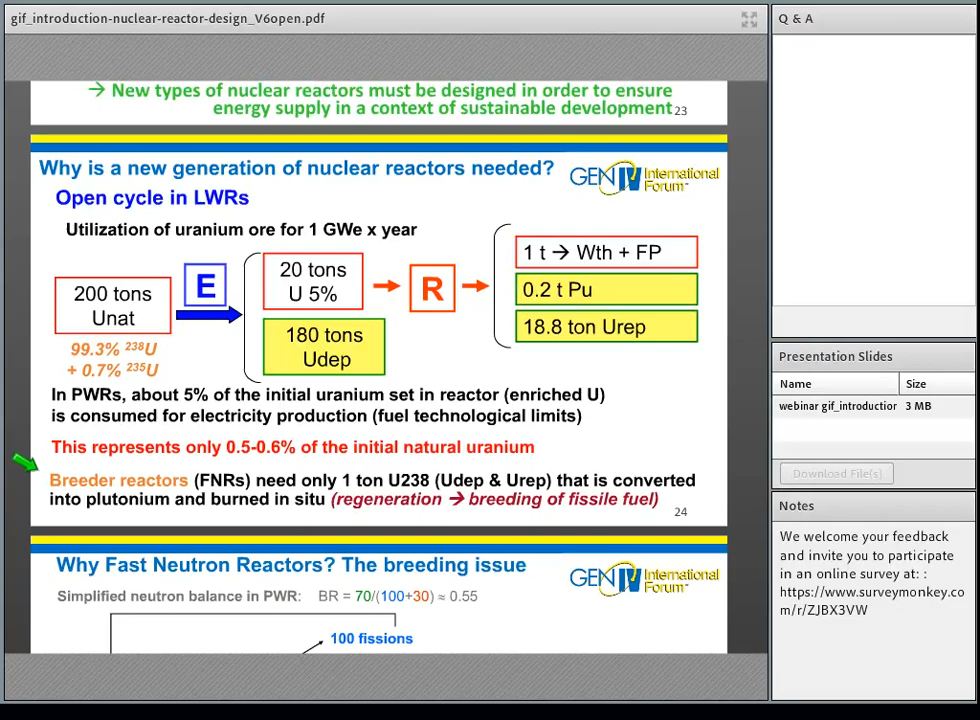 gif_introduction-nuclear-reactor-design_V6open.pdf
→ New types of nuclear reactors must be designed in order to ensure
energy supply in a context of sustainable development
23
Why is a new generation of nuclear reactors needed?
GEN IV International
Forum™
Open cycle in LWRs
Utilization of uranium ore for 1 GWe x year
200 tons
Unat
99.3% ²³⁸U
+ 0.7% ²³⁵U
E
20 tons
U 5%
180 tons
Udep
R
1 t → Wth + FP
0.2 t Pu
18.8 ton Urep
In PWRs, about 5% of the initial uranium set in reactor (enriched U)
is consumed for electricity production (fuel technological limits)
This represents only 0.5-0.6% of the initial natural uranium
Breeder reactors (FNRs) need only 1 ton U238 (Udep & Urep) that is converted
into plutonium and burned in situ (regeneration → breeding of fissile fuel)
24
Why Fast Neutron Reactors? The breeding issue
GEN IV International
Forum™
Simplified neutron balance in PWR: BR = 70/(100+30) ≈ 0.55
100 fissions
Q & A
Presentation Slides
Name Size
webinar gif_introductior 3 MB
Download File(s)
Notes
We welcome your feedback
and invite you to participate
in an online survey at: :
https://www.surveymonkey.co
m/r/ZJBX3VW